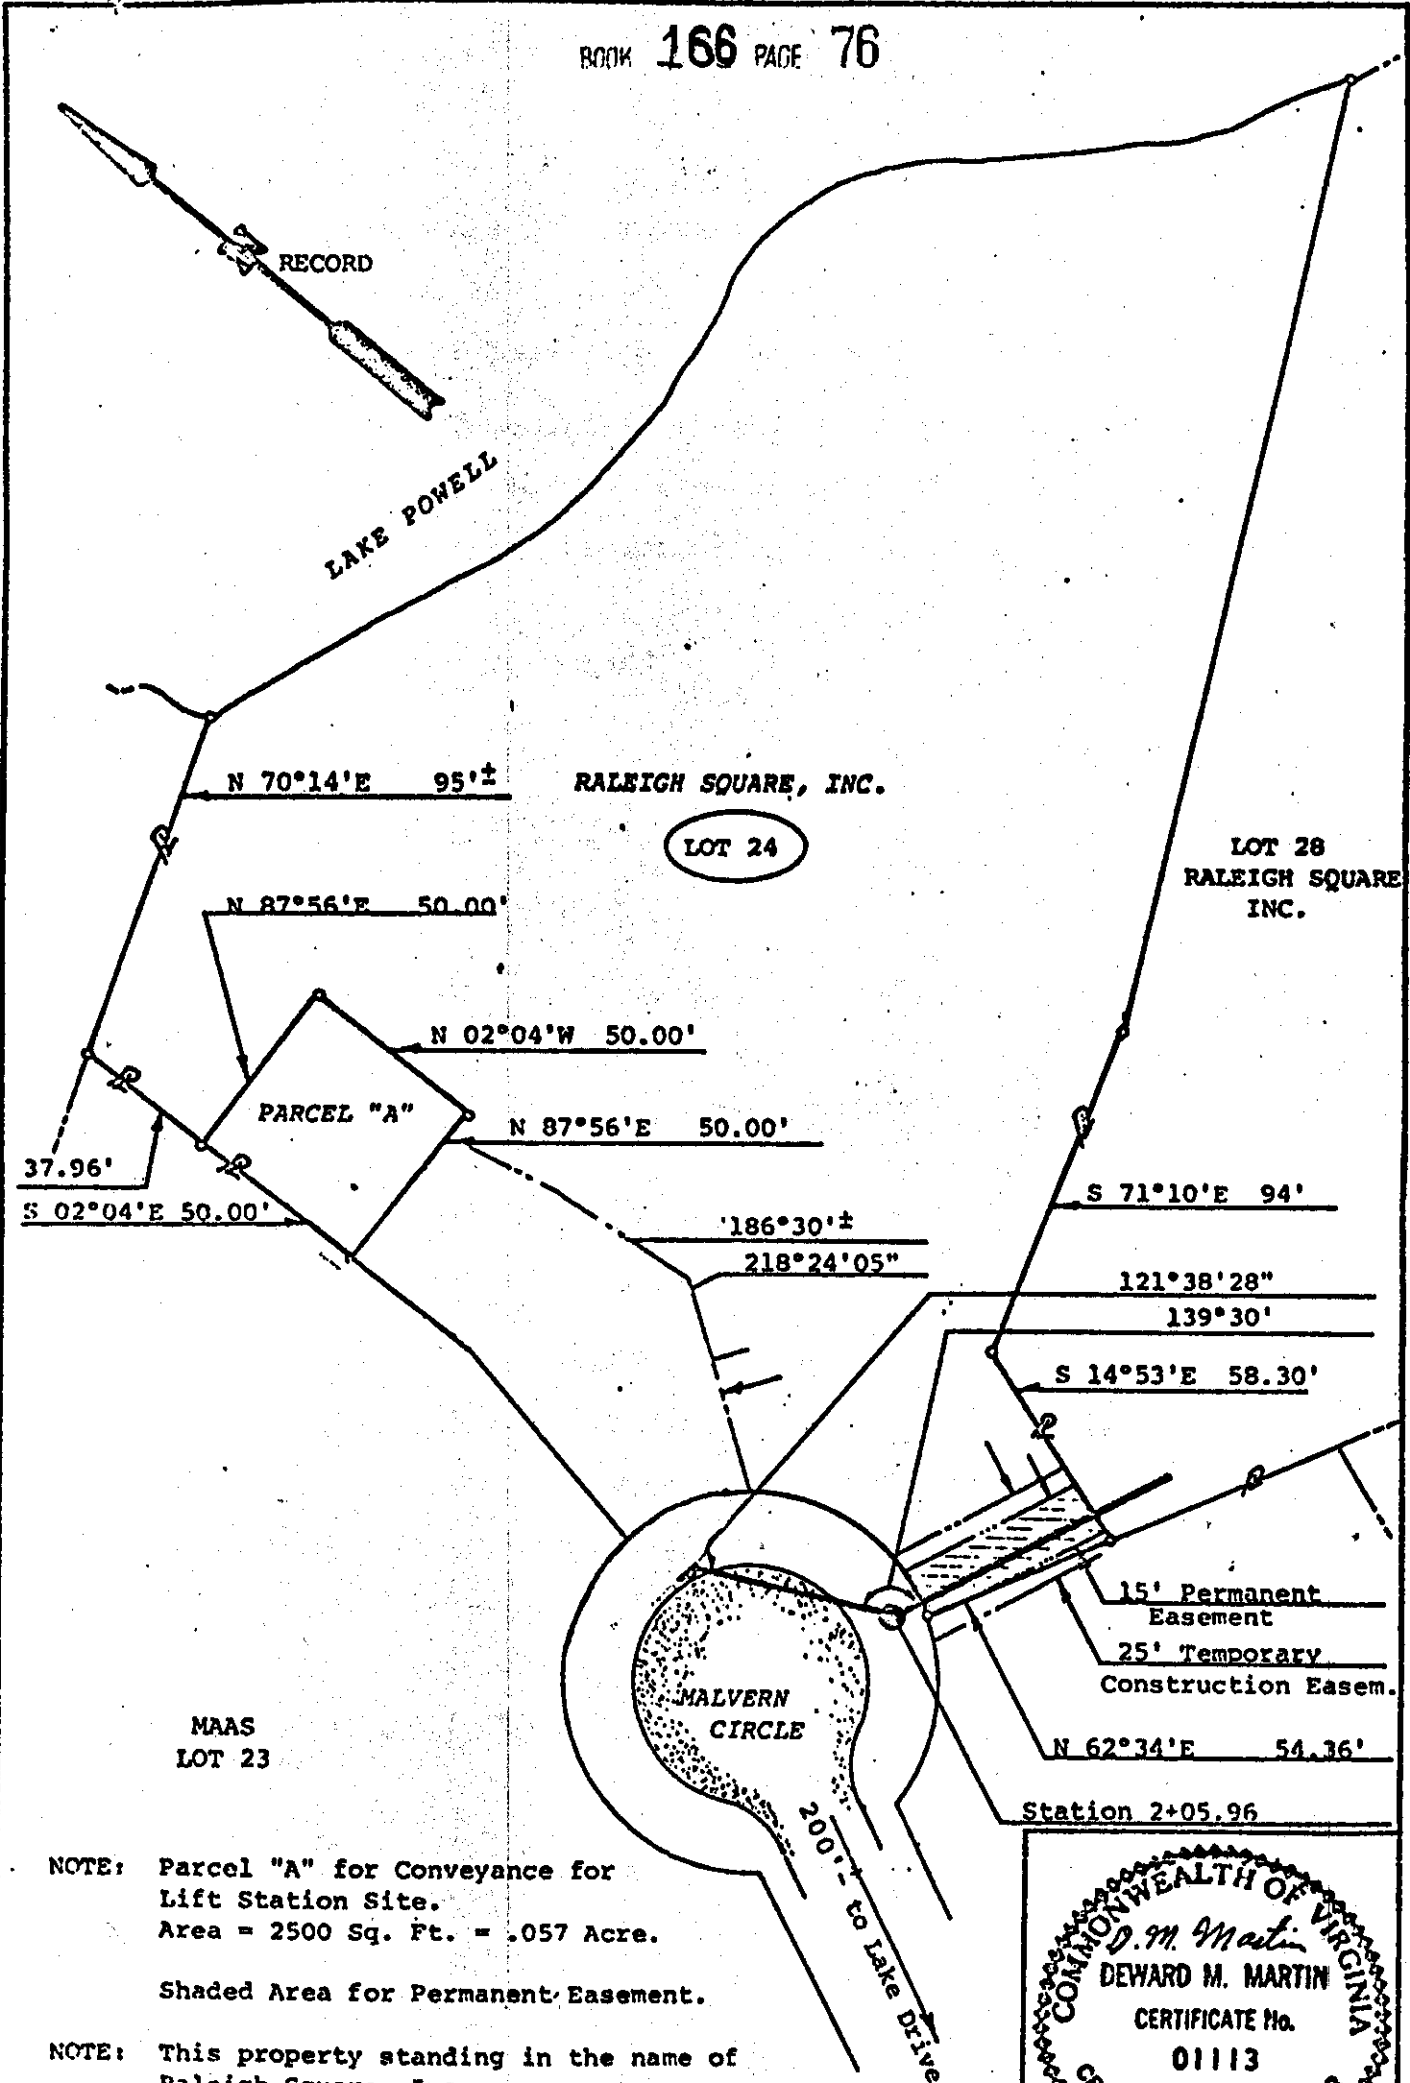 BOOK 166 PAGE 76
RECORD
LAKE POWELL
N 70°14'E 95'±
RALEIGH SQUARE, INC.
LOT 24
LOT 28
RALEIGH SQUARE
INC.
N 87°56'E 50.00'
N 02°04'W 50.00'
PARCEL "A"
N 87°56'E 50.00'
37.96'
S 02°04'E 50.00'
S 71°10'E 94'
'186°30'±
218°24'05"
121°38'28"
139°30'
S 14°53'E 58.30'
15' Permanent
Easement
25' Temporary
Construction Easem.
MALVERN
CIRCLE
MAAS
LOT 23
N 62°34'E 54.36'
Station 2+05.96
200'- to Lake Drive
NOTE: Parcel "A" for Conveyance for
Lift Station Site.
Area = 2500 Sq. Ft. = .057 Acre.
Shaded Area for Permanent Easement.
NOTE: This property standing in the name of
COMMONWEALTH OF VIRGINIA
D. M. Martin
DEWARD M. MARTIN
CERTIFICATE No.
01113